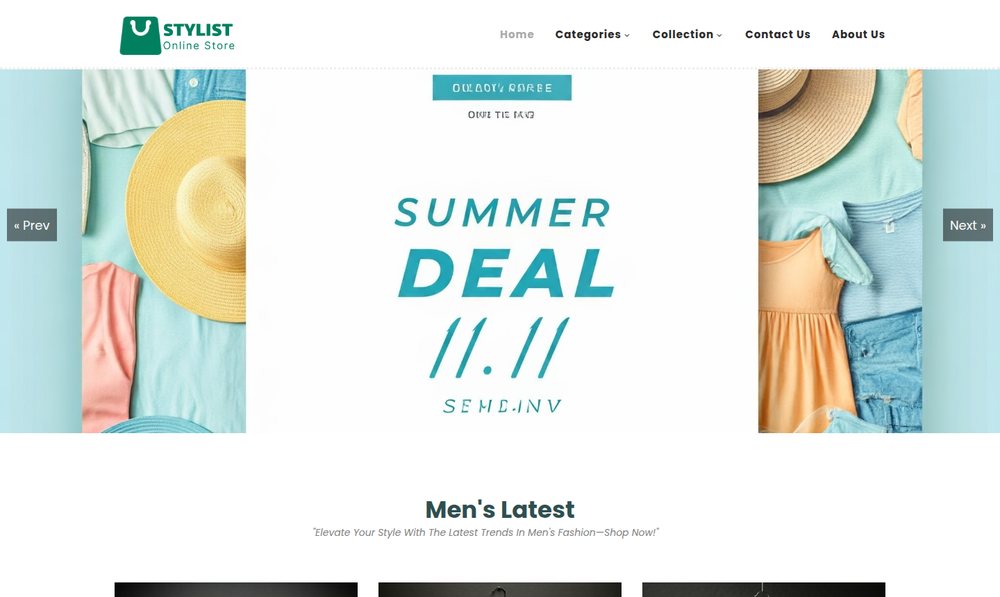 STYLIST
Online Store
Home
Categories
Collection
Contact Us
About Us
« Prev
SUMMER
DEAL
11.11
Next »
Men's Latest
"Elevate Your Style With The Latest Trends In Men's Fashion—Shop Now!"